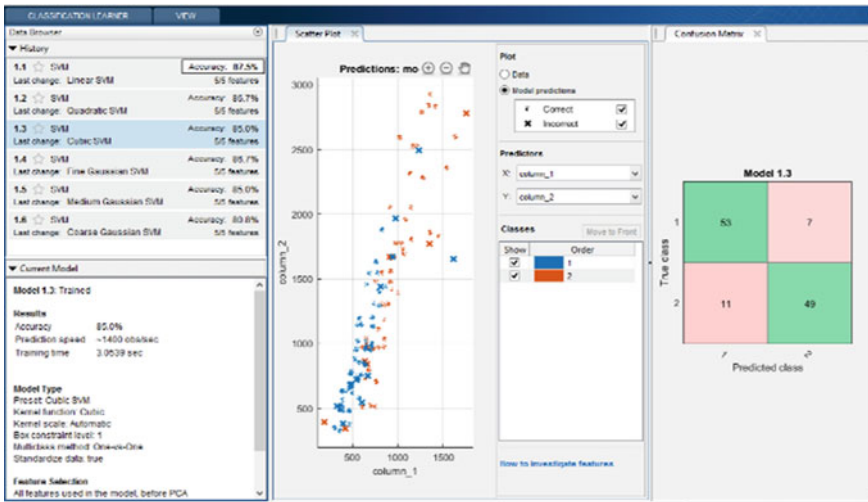 CLASSIFICATION LEARNER VIEW
Data Browser
History
1.1 SVM Accuracy: 87.5%
Last change: Linear SVM 5/5 features
1.2 SVM Accuracy: 86.7%
Last change: Quadratic SVM 5/5 features
1.3 SVM Accuracy: 85.0%
Last change: Cubic SVM 5/5 features
1.4 SVM Accuracy: 86.7%
Last change: Fine Gaussian SVM 5/5 features
1.5 SVM Accuracy: 85.0%
Last change: Medium Gaussian SVM 5/5 features
1.6 SVM Accuracy: 80.8%
Last change: Coarse Gaussian SVM 5/5 features
Current Model
Model 1.3: Trained
Results
Accuracy 85.0%
Prediction speed ~1400 obs/sec
Training time 3.0539 sec
Model Type
Preset: Cubic SVM
Kernel function: Cubic
Kernel scale: Automatic
Box constraint level: 1
Multiclass method: One-vs-One
Standardize data: true
Feature Selection
All features used in the model, before PCA
Scatter Plot
Predictions: mo
3000
2500
2000
1500
1000
500
column_2
500 1000 1500
column_1
Plot
Data
Model predictions
Correct
Incorrect
Predictors
X: column_1
Y: column_2
Classes Move to Front
Show Order
1
2
How to investigate features
Confusion Matrix
Model 1.3
True class
1 53 7
2 11 49
1 2
Predicted class